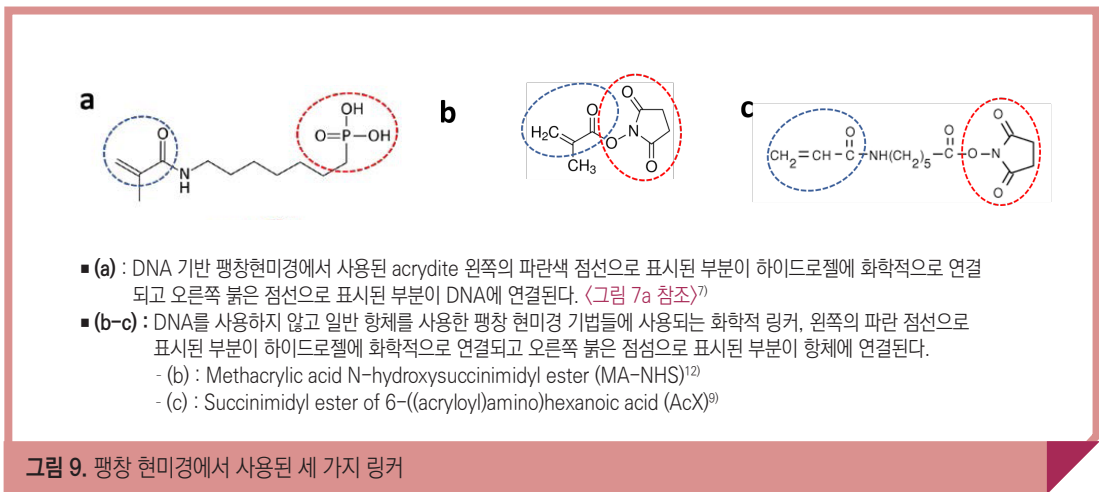 a
OH
O=P-OH
O
N
H
b
O
H₂C
O
N
O
CH₃
O
c
O
CH₂=CH-C-NH(CH₂)₅-C-O-N
O
O
O
■ (a) : DNA 기반 팽창현미경에서 사용된 acrydite 왼쪽의 파란색 점선으로 표시된 부분이 하이드로젤에 화학적으로 연결
되고 오른쪽 붉은 점선으로 표시된 부분이 DNA에 연결된다. <그림 7a 참조>7)
■ (b-c) : DNA를 사용하지 않고 일반 항체를 사용한 팽창 현미경 기법들에 사용되는 화학적 링커, 왼쪽의 파란 점선으로
표시된 부분이 하이드로젤에 화학적으로 연결되고 오른쪽 붉은 점섬으로 표시된 부분이 항체에 연결된다.
- (b) : Methacrylic acid N-hydroxysuccinimidyl ester (MA-NHS)12)
- (c) : Succinimidyl ester of 6-((acryloyl)amino)hexanoic acid (AcX)9)
그림 9. 팽창 현미경에서 사용된 세 가지 링커